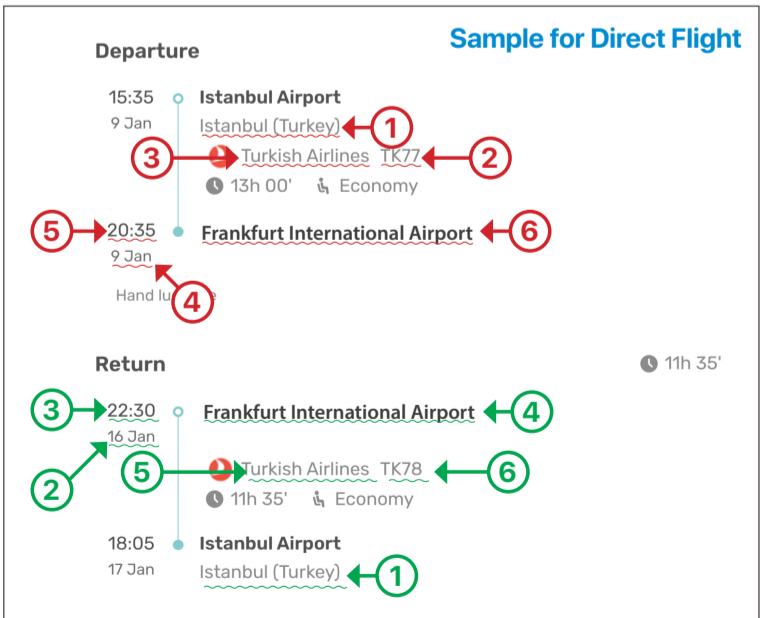 Sample for Direct Flight
Departure
15:35 Istanbul Airport
9 Jan Istanbul (Turkey) 1
3 Turkish Airlines TK77 2
13h 00' Economy
5 20:35 Frankfurt International Airport 6
9 Jan
Hand lu e 4
Return 11h 35'
3 22:30 Frankfurt International Airport 4
16 Jan
2 5 Turkish Airlines TK78 6
11h 35' Economy
18:05 Istanbul Airport
17 Jan Istanbul (Turkey) 1